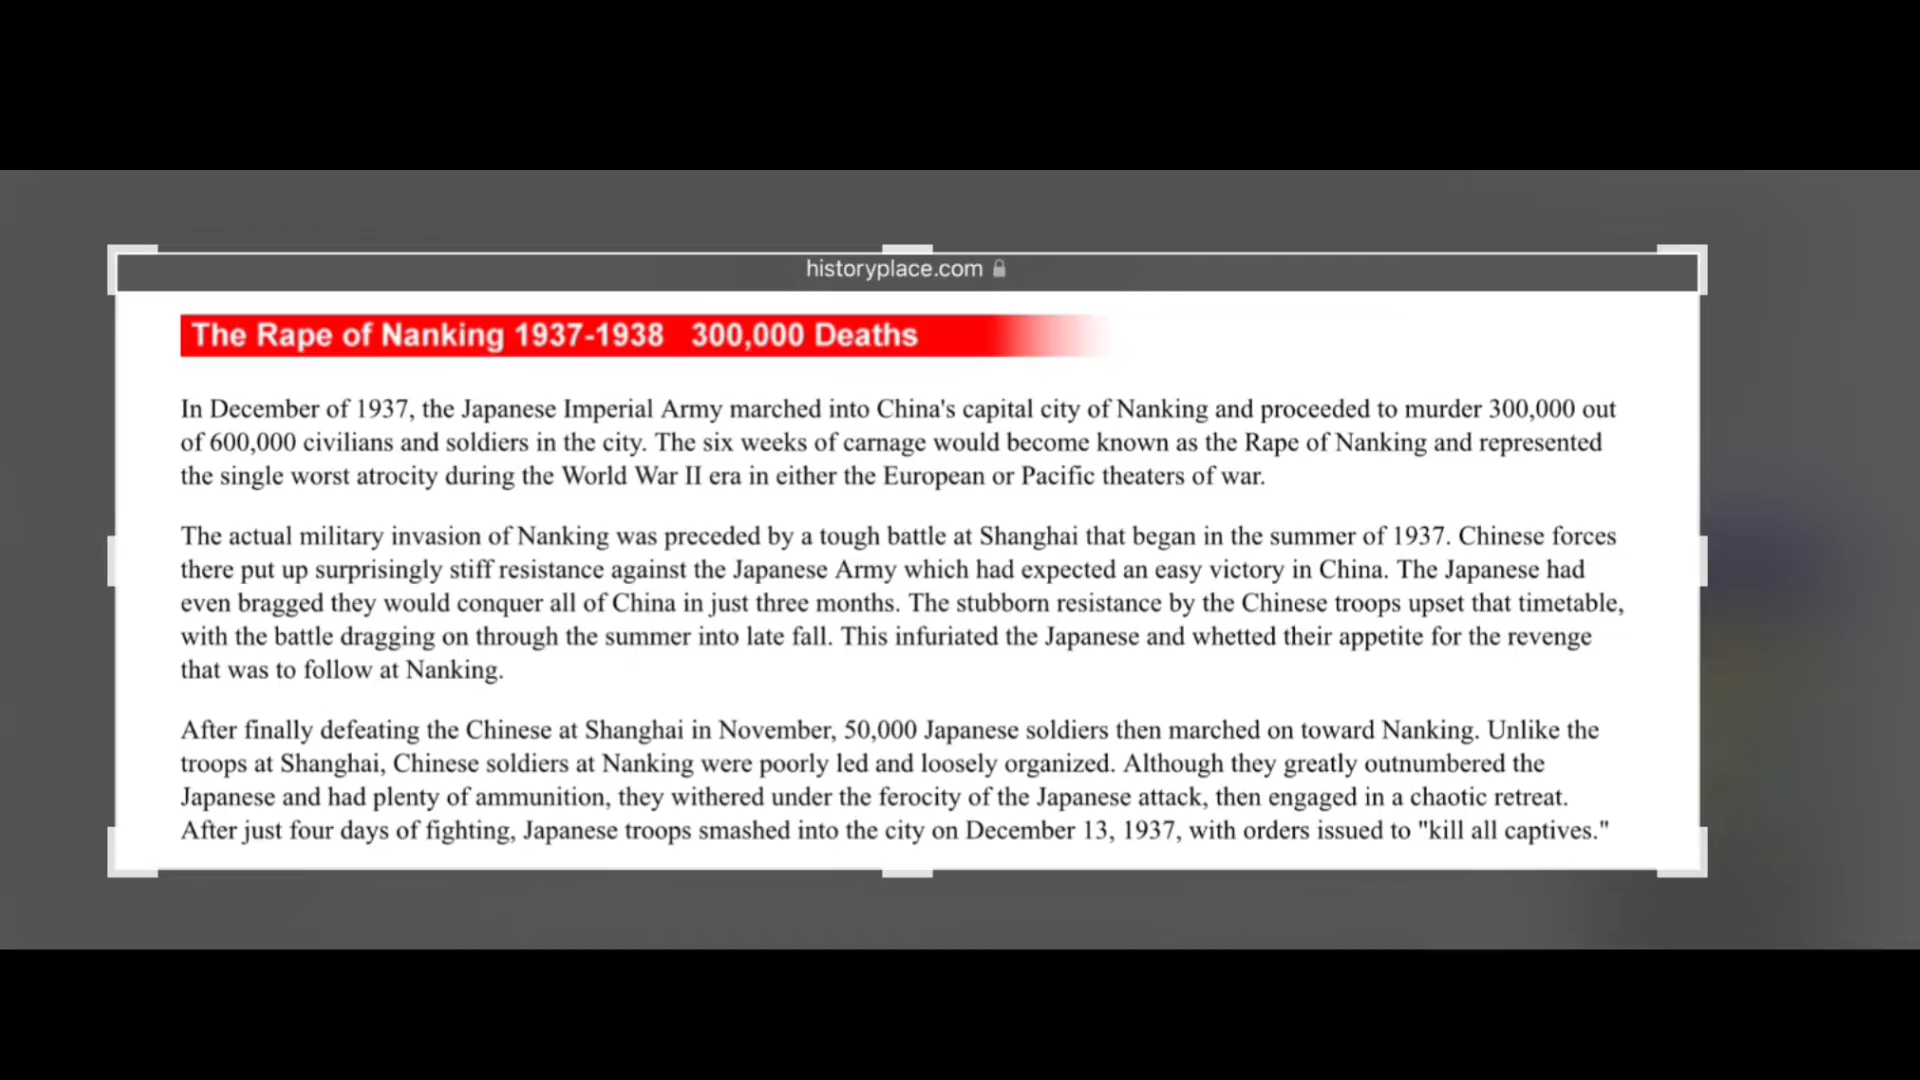 historyplace.com
The Rape of Nanking 1937-1938 300,000 Deaths
In December of 1937, the Japanese Imperial Army marched into China's capital city of Nanking and proceeded to murder 300,000 out
of 600,000 civilians and soldiers in the city. The six weeks of carnage would become known as the Rape of Nanking and represented
the single worst atrocity during the World War II era in either the European or Pacific theaters of war.
The actual military invasion of Nanking was preceded by a tough battle at Shanghai that began in the summer of 1937. Chinese forces
there put up surprisingly stiff resistance against the Japanese Army which had expected an easy victory in China. The Japanese had
even bragged they would conquer all of China in just three months. The stubborn resistance by the Chinese troops upset that timetable,
with the battle dragging on through the summer into late fall. This infuriated the Japanese and whetted their appetite for the revenge
that was to follow at Nanking.
After finally defeating the Chinese at Shanghai in November, 50,000 Japanese soldiers then marched on toward Nanking. Unlike the
troops at Shanghai, Chinese soldiers at Nanking were poorly led and loosely organized. Although they greatly outnumbered the
Japanese and had plenty of ammunition, they withered under the ferocity of the Japanese attack, then engaged in a chaotic retreat.
After just four days of fighting, Japanese troops smashed into the city on December 13, 1937, with orders issued to "kill all captives."